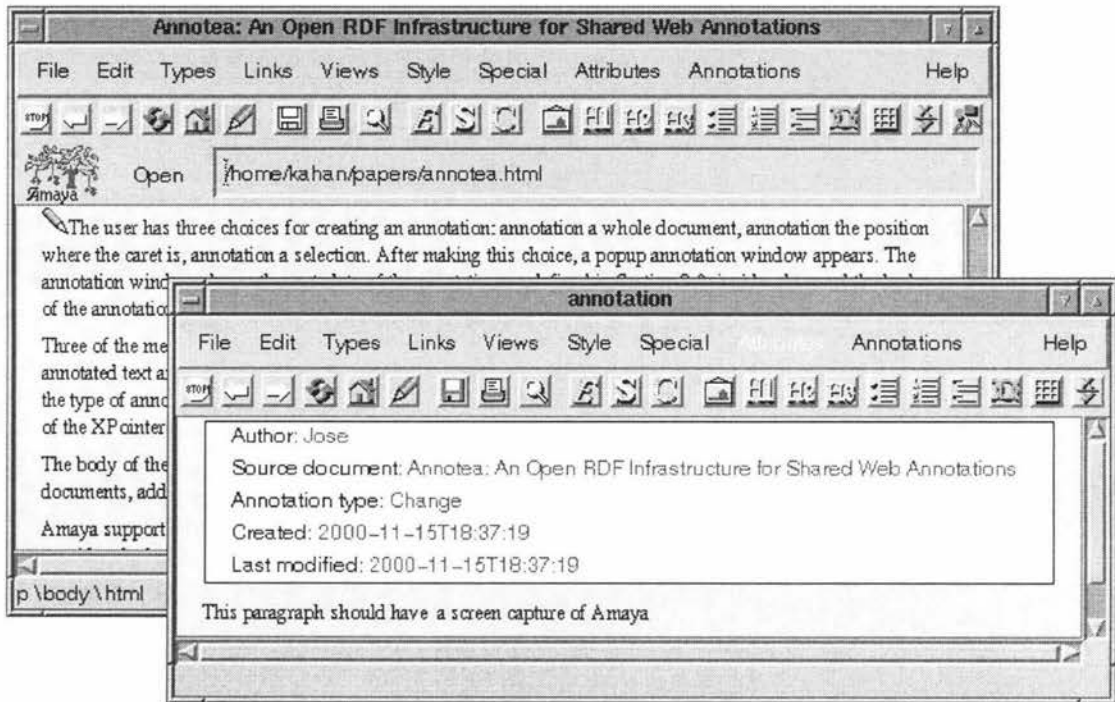 Annotea: An Open RDF Infrastructure for Shared Web Annotations
File Edit Types Links Views Style Special Attributes Annotations Help
STOP
Amaya
Open /home/kahan/papers/annotea.html
The user has three choices for creating an annotation: annotation a whole document, annotation the position
where the caret is, annotation a selection. After making this choice, a popup annotation window appears. The
annotation
of the
Three of the
annotated text
the type of
of the XPointer
The body of the
documents,
Amaya support
p \body \html
annotation
File Edit Types Links Views Style Special Attributes Annotations Help
STOP
Author: Jose
Source document: Annotea: An Open RDF Infrastructure for Shared Web Annotations
Annotation type: Change
Created: 2000-11-15T18:37:19
Last modified: 2000-11-15T18:37:19
This paragraph should have a screen capture of Amaya